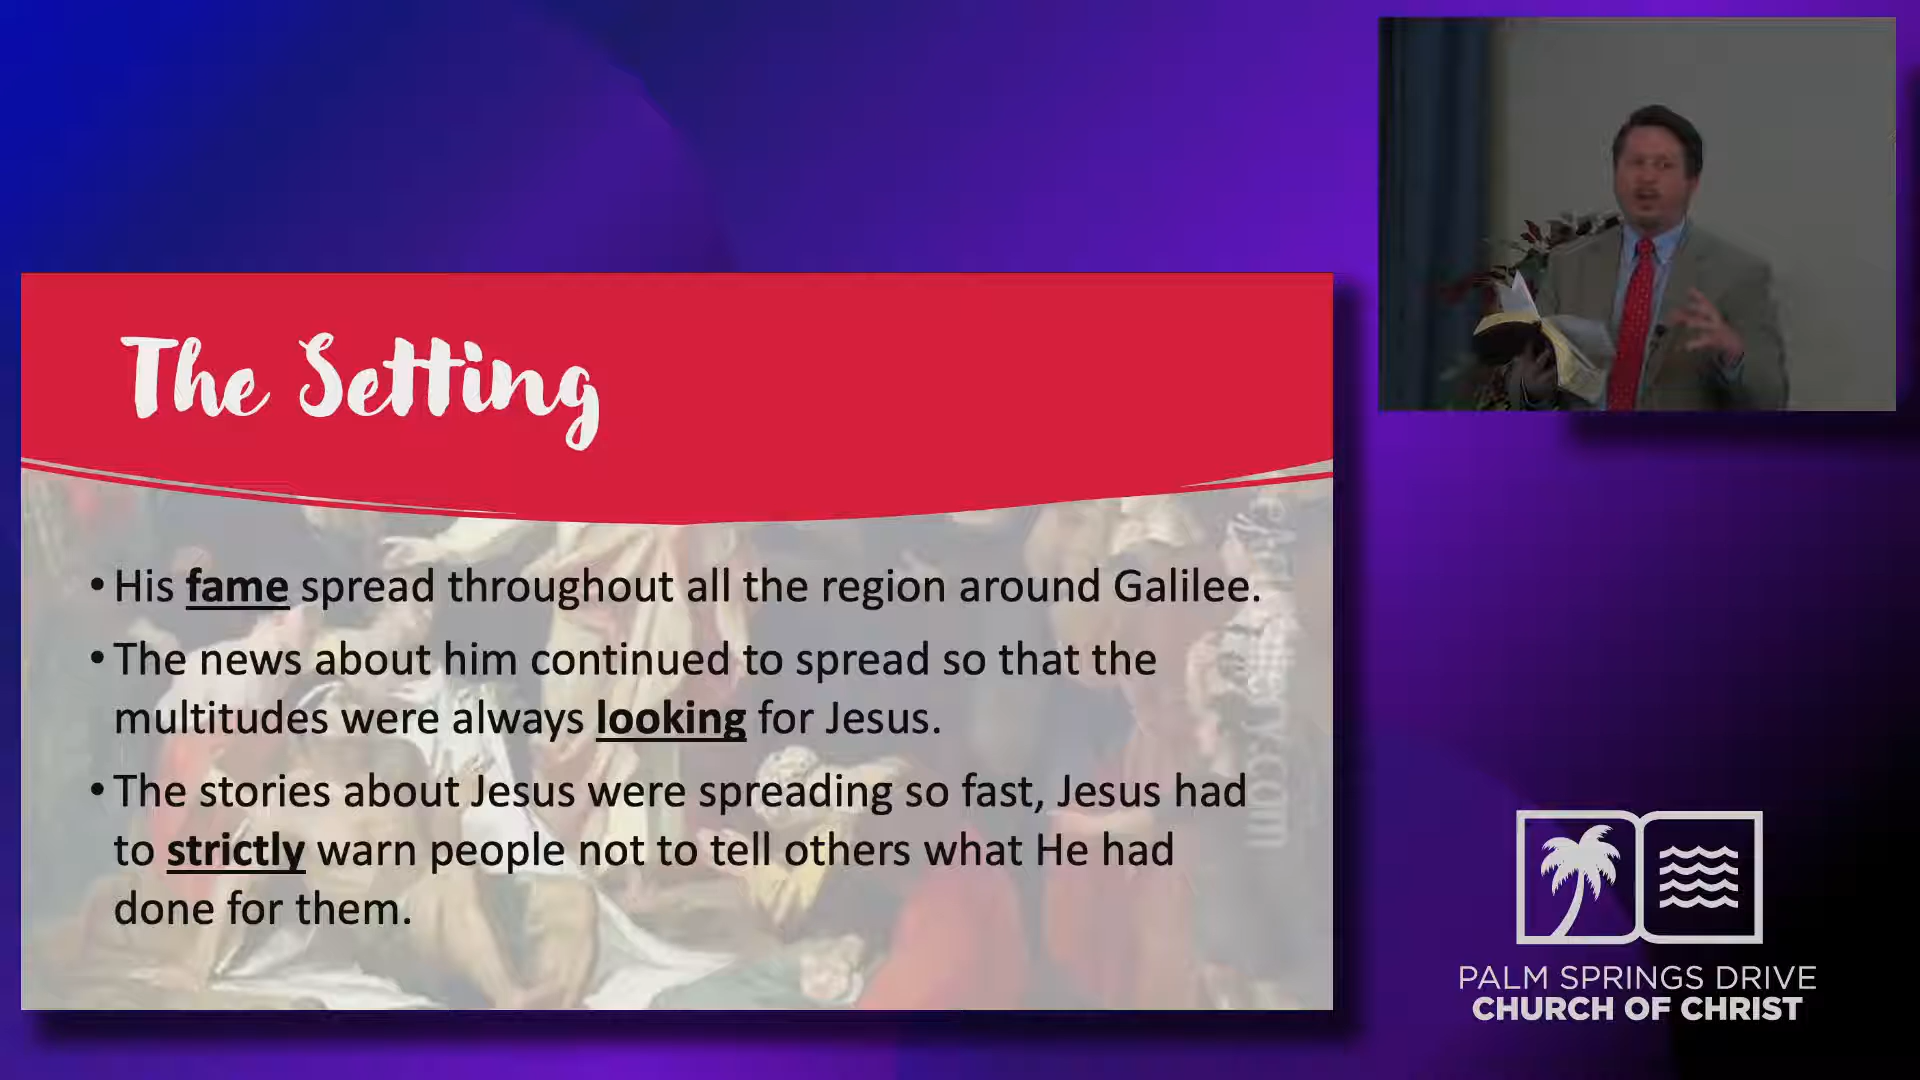 The Setting
• His fame spread throughout all the region around Galilee.
• The news about him continued to spread so that the
multitudes were always looking for Jesus.
• The stories about Jesus were spreading so fast, Jesus had
to strictly warn people not to tell others what He had
done for them.
PALM SPRINGS DRIVE
CHURCH OF CHRIST